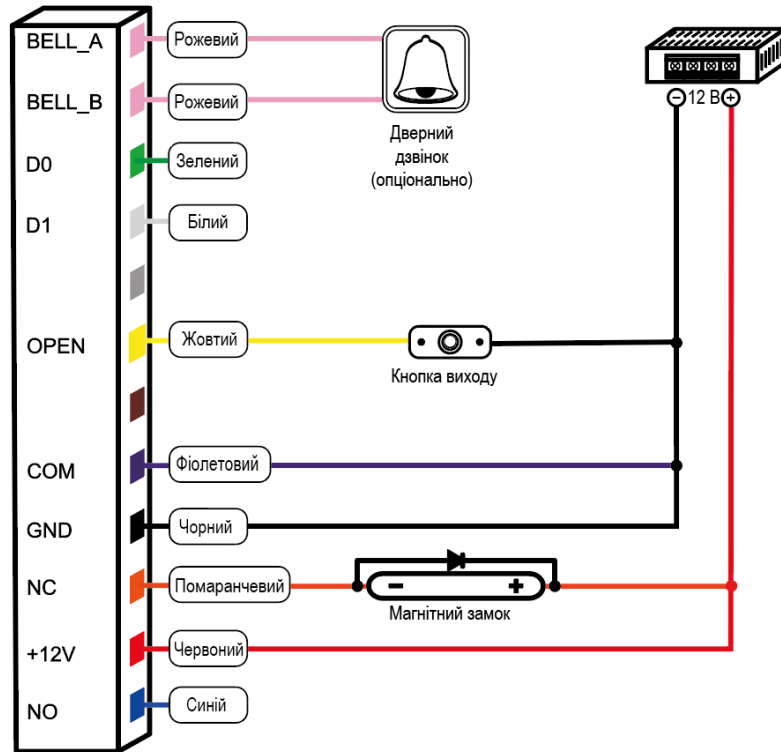 BELL_A
Рожевий
BELL_B
Рожевий
Дверний
дзвінок
(опціонально)
− 12 В +
D0
Зелений
D1
Білий
OPEN
Жовтий
Кнопка виходу
COM
Фіолетовий
GND
Чорний
NC
Помаранчевий
− +
Магнітний замок
+12V
Червоний
NO
Синій